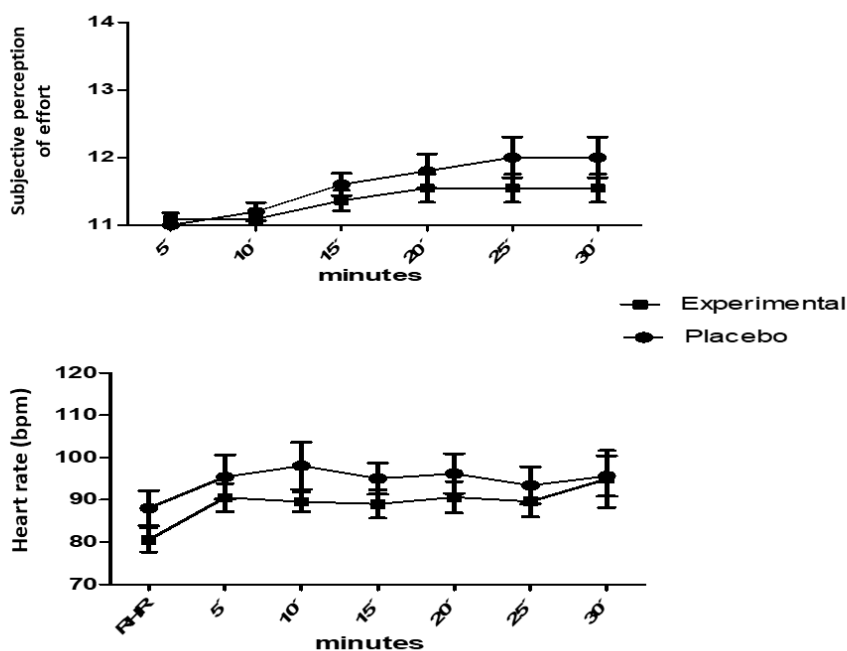 Subjective perception
of effort
14
13
12
11
5´
10´
15´
20´
25´
30´
minutes
Experimental
Placebo
Heart rate (bpm)
120
110
100
90
80
70
RHR
5´
10´
15´
20´
25´
30´
minutes